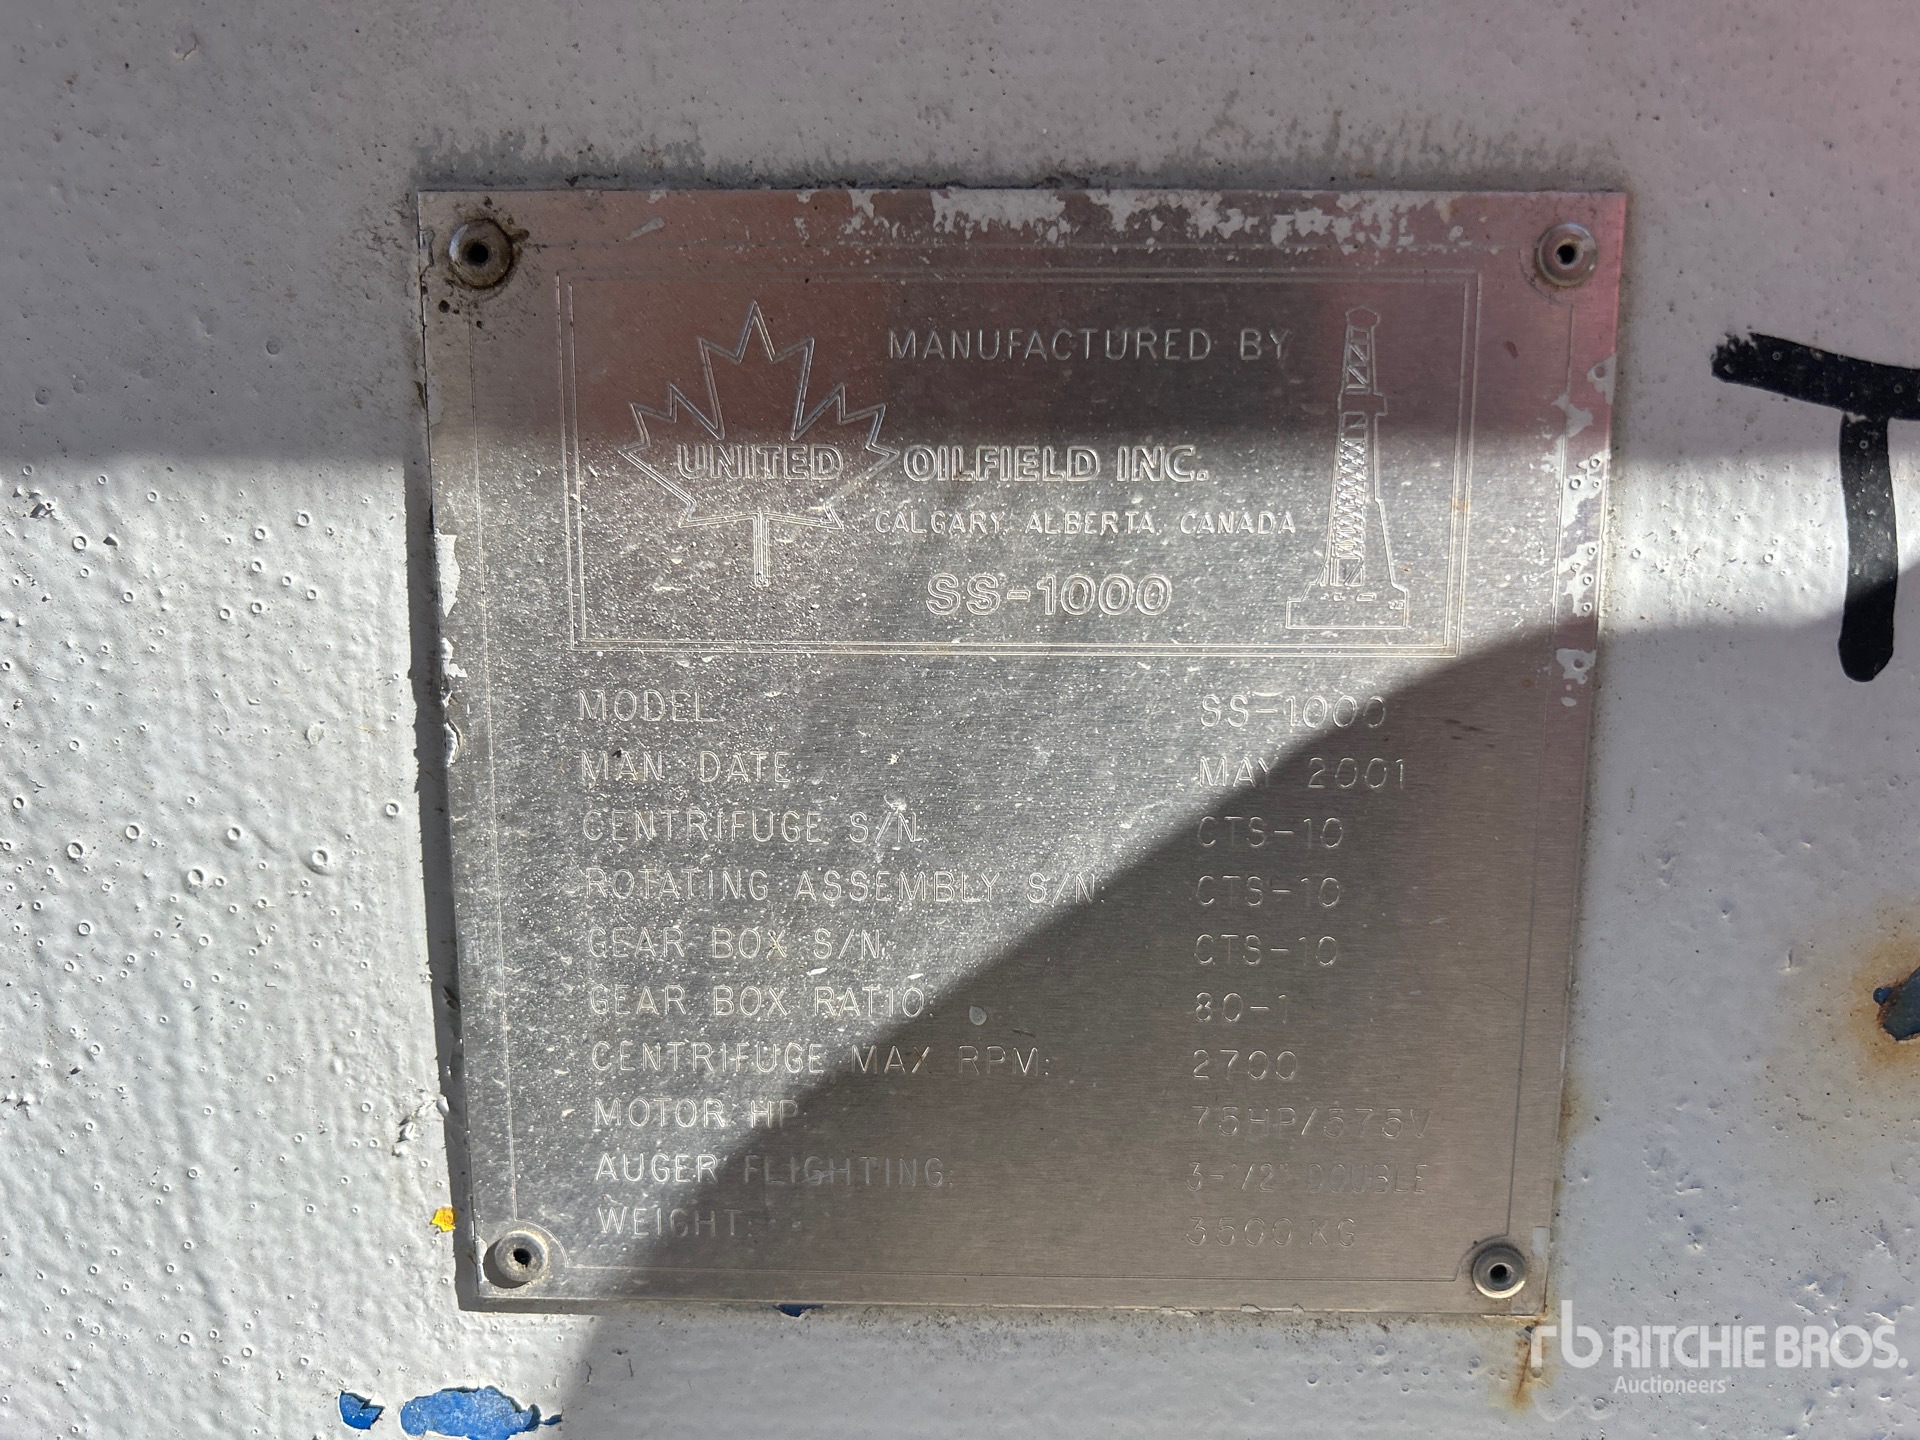 MANUFACTURED BY
UNITED OILFIELD INC.
CALGARY, ALBERTA, CANADA
SS-1000
MODEL: SS-1000
MAN. DATE MAY 2001
CENTRIFUGE S/N: CTS-10
ROTATING ASSEMBLY S/N: CTS-10
GEAR BOX S/N: CTS-10
GEAR BOX RATIO: 80-1
CENTRIFUGE MAX RPM: 2700
MOTOR HP: 75HP/575V
AUGER FLIGHTING: 3-1/2" DOUBLE
WEIGHT: 3500 KG
rb RITCHIE BROS.
Auctioneers